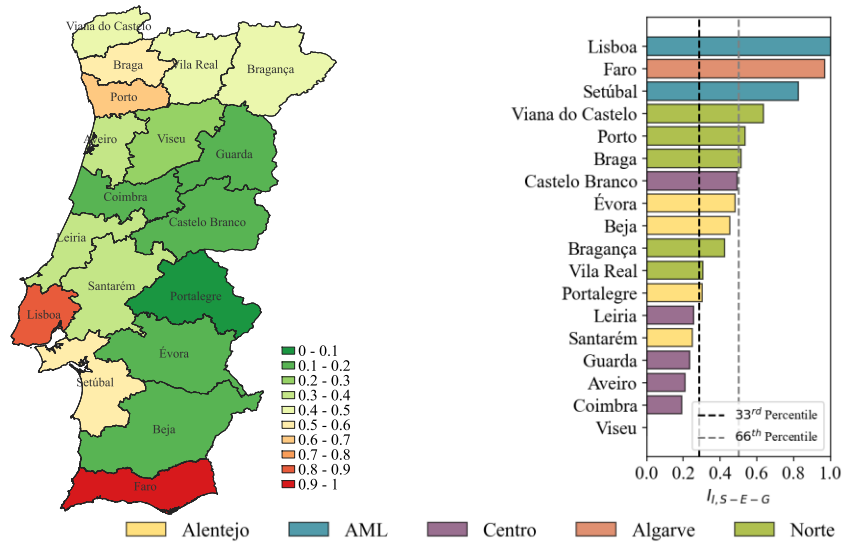 Viana do Castelo
Braga
Vila Real
Bragança
Porto
Aveiro
Viseu
Guarda
Coimbra
Castelo Branco
Leiria
Santarém
Portalegre
Lisboa
Évora
Setúbal
Beja
Faro
0 - 0.1
0.1 - 0.2
0.2 - 0.3
0.3 - 0.4
0.4 - 0.5
0.5 - 0.6
0.6 - 0.7
0.7 - 0.8
0.8 - 0.9
0.9 - 1
Lisboa
Faro
Setúbal
Viana do Castelo
Porto
Braga
Castelo Branco
Évora
Beja
Bragança
Vila Real
Portalegre
Leiria
Santarém
Guarda
Aveiro
Coimbra
Viseu
33rd Percentile
66th Percentile
0.0 0.2 0.4 0.6 0.8 1.0
I_{I,S-E-G}
Alentejo AML Centro Algarve Norte